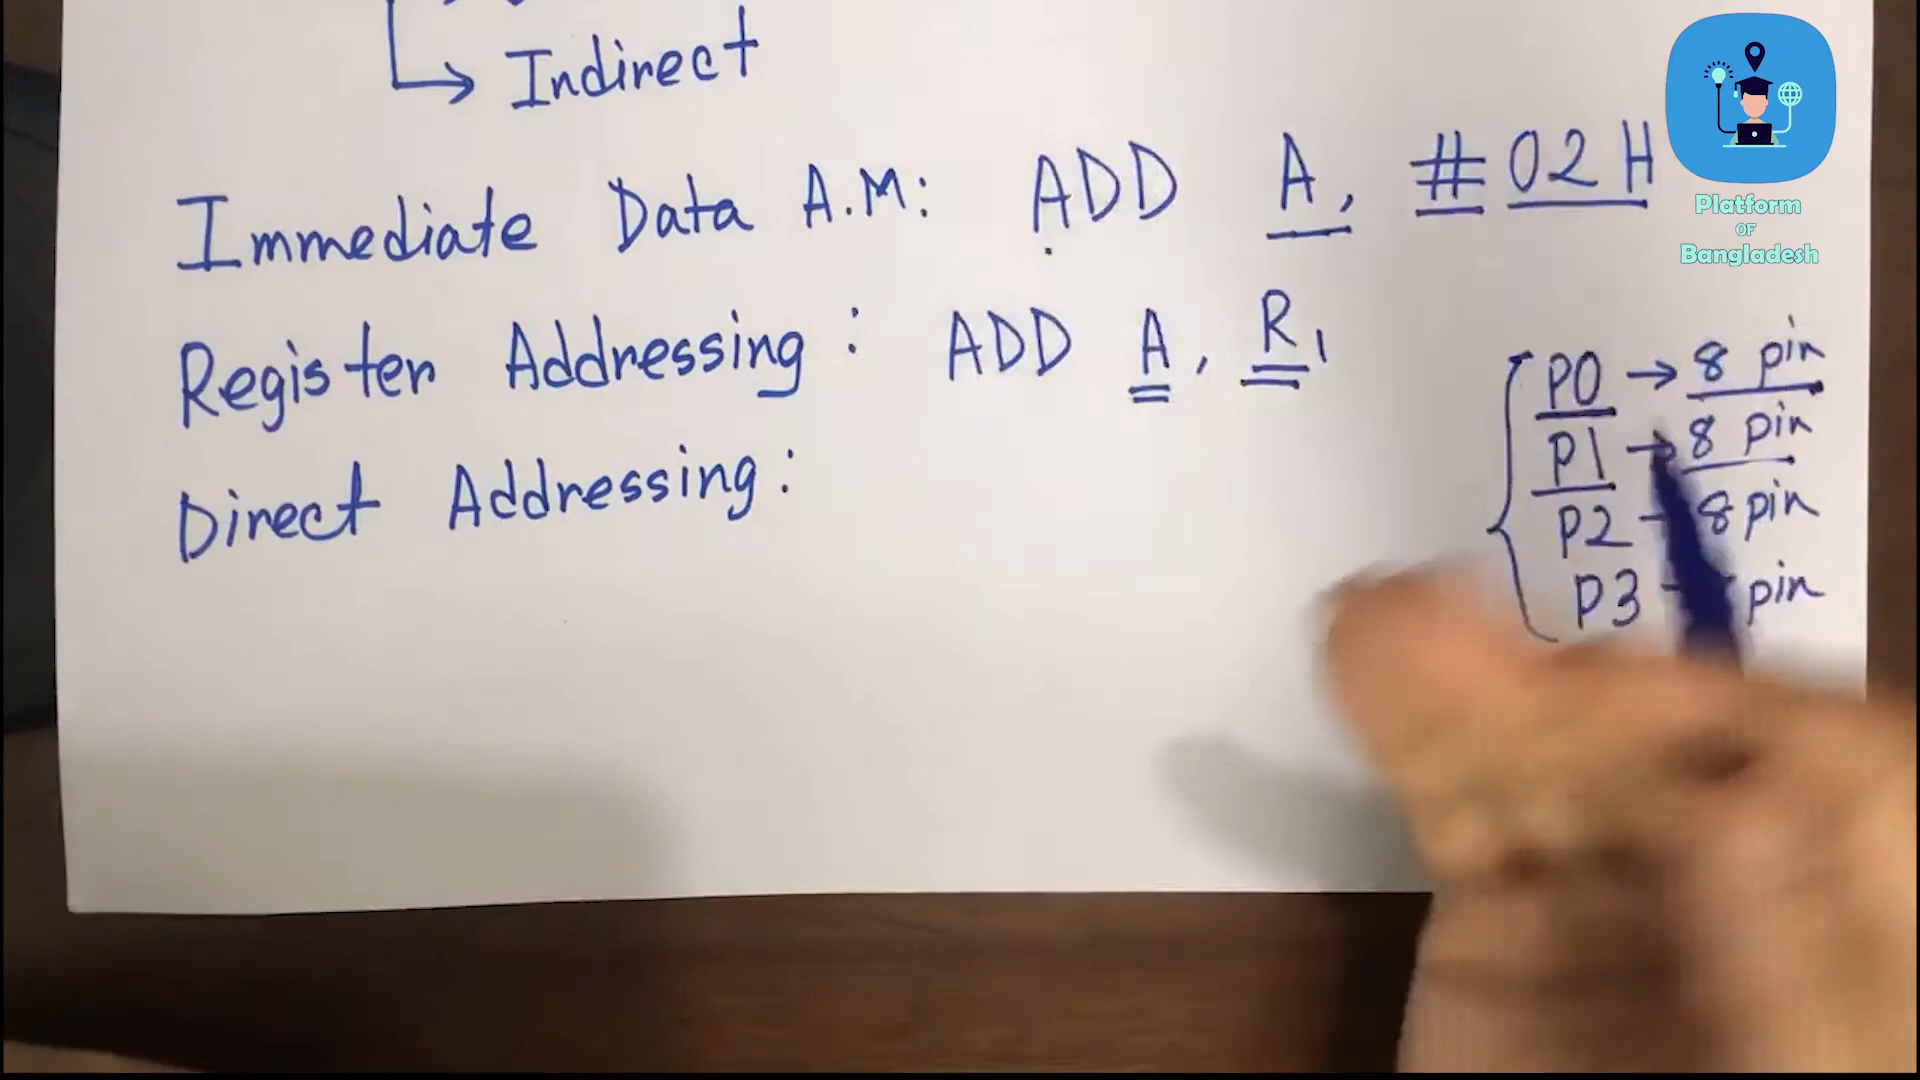 Indirect
Immediate Data A.M: ADD A, #02H
Register Addressing: ADD A, R1
Direct Addressing:
P0 → 8 pin
P1 → 8 pin
P2 - 8 pin
P3 - pin
Platform
OF
Bangladesh